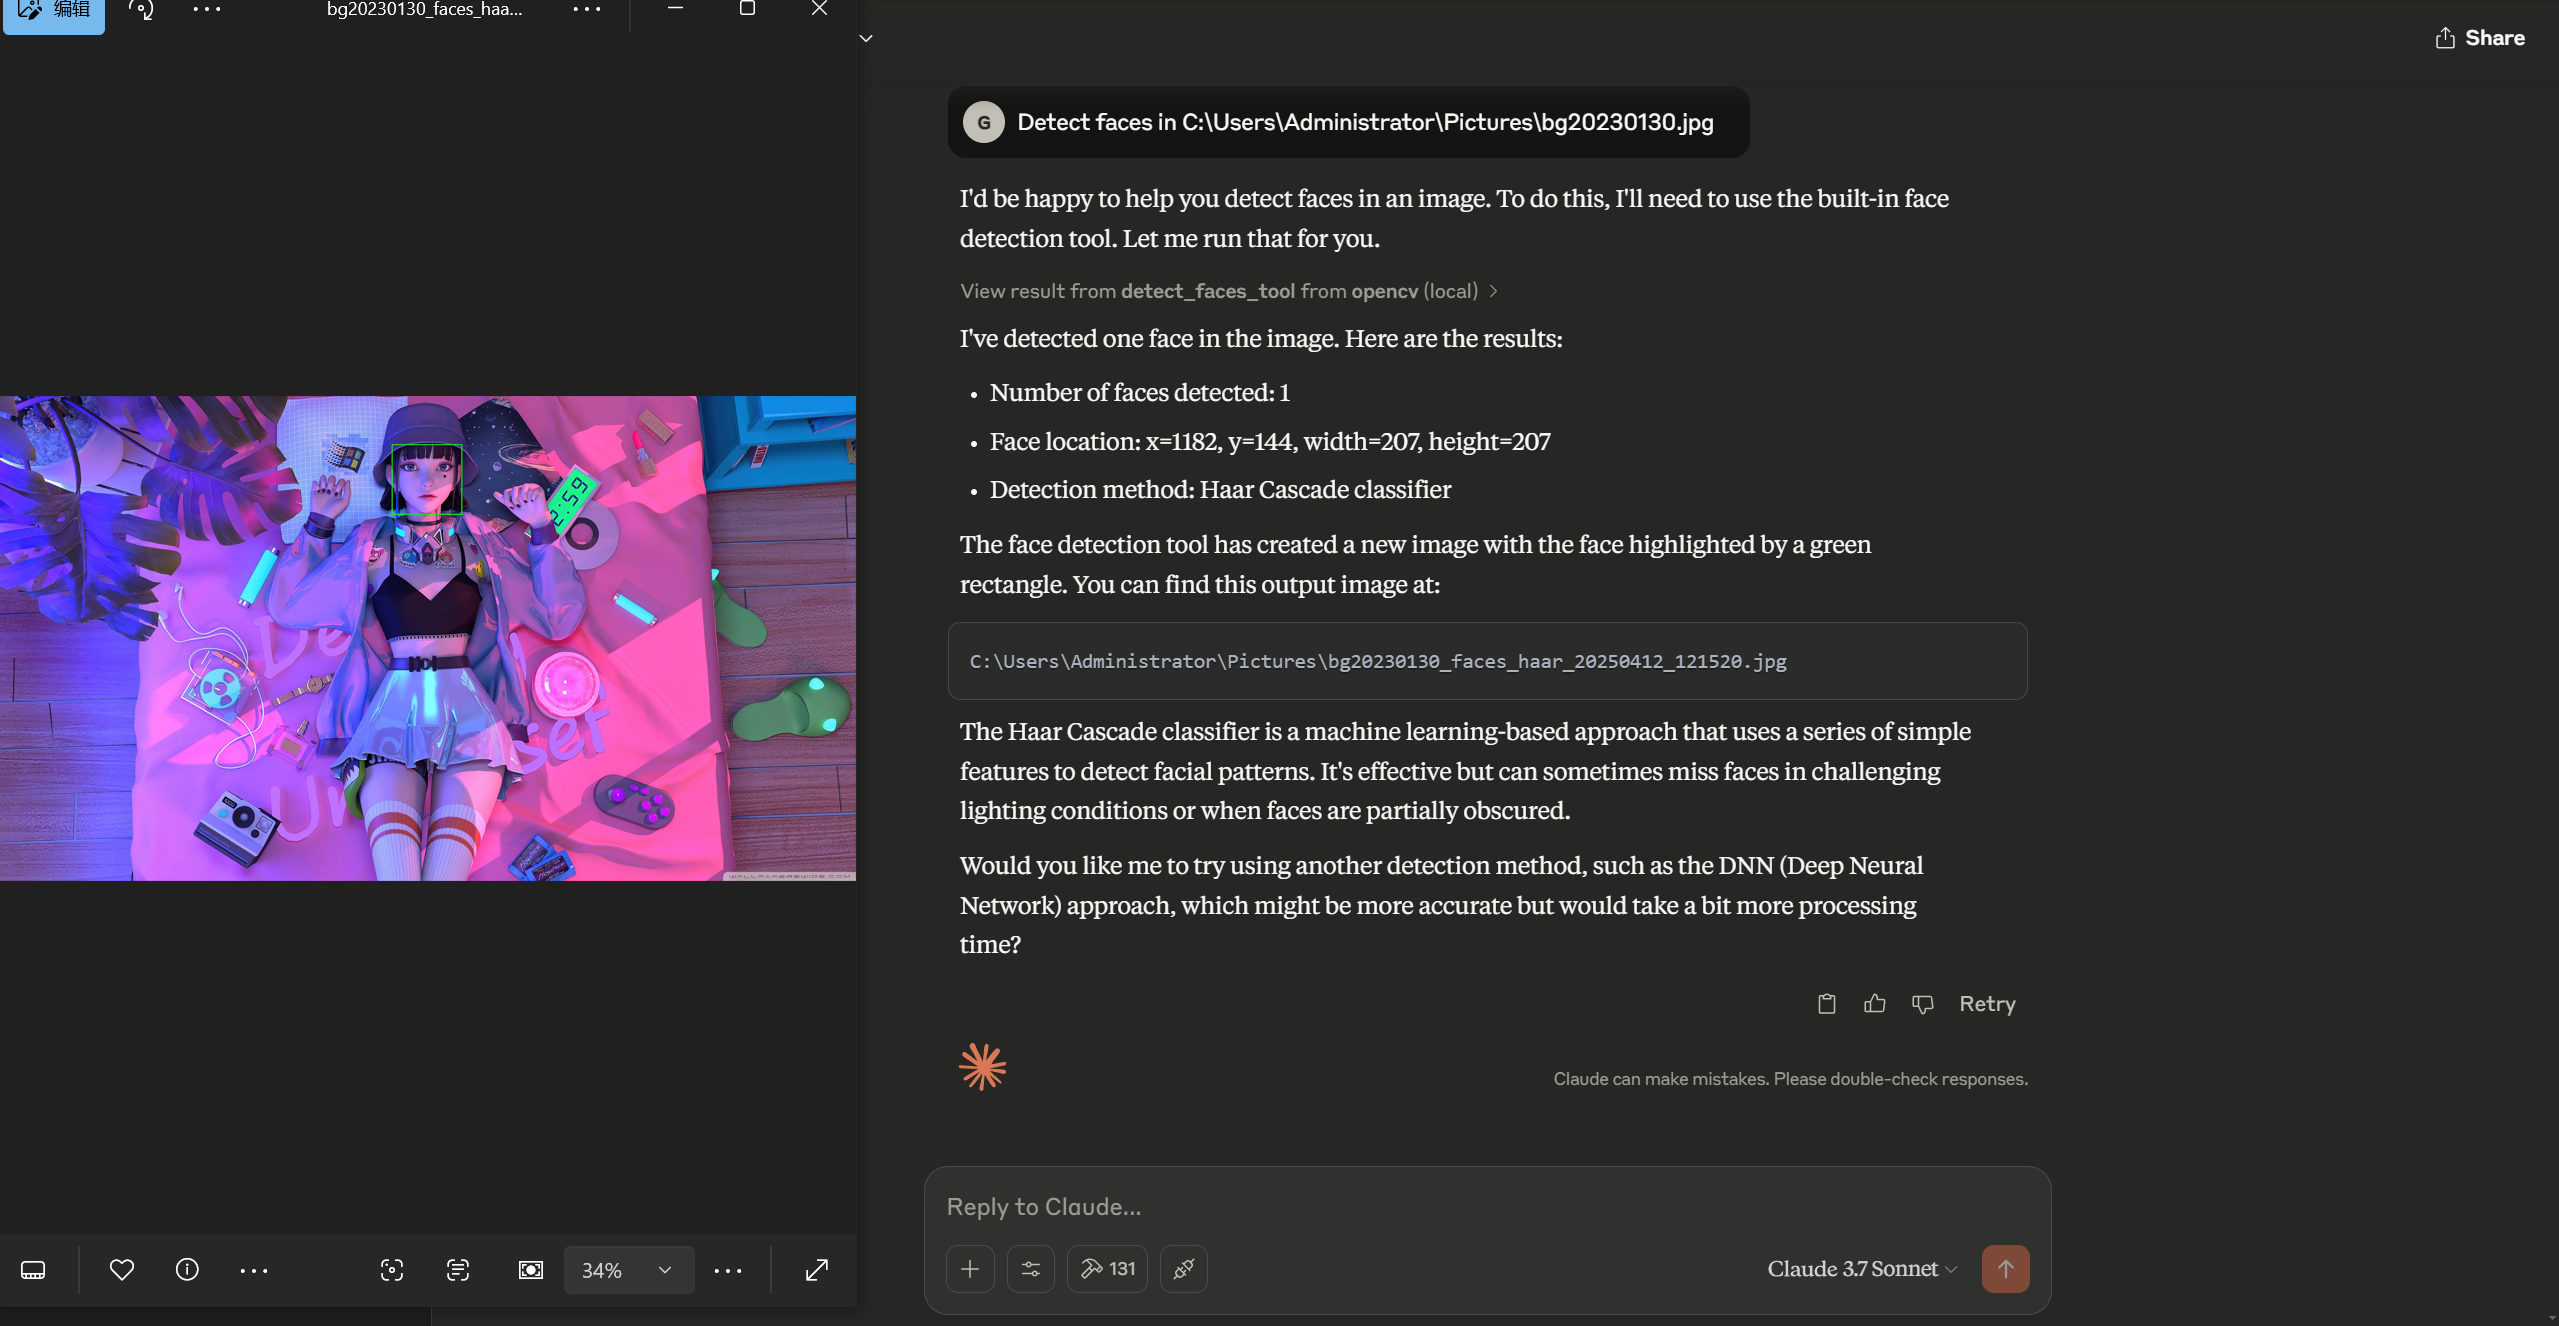 编辑
bg20230130_faces_haa...
2:59
De
Un
set
WALLPAPERSWIDE.COM
34%
Share
G
Detect faces in C:\Users\Administrator\Pictures\bg20230130.jpg
I'd be happy to help you detect faces in an image. To do this, I'll need to use the built-in face
detection tool. Let me run that for you.
View result from detect_faces_tool from opencv (local)
I've detected one face in the image. Here are the results:
• Number of faces detected: 1
• Face location: x=1182, y=144, width=207, height=207
• Detection method: Haar Cascade classifier
The face detection tool has created a new image with the face highlighted by a green
rectangle. You can find this output image at:
C:\Users\Administrator\Pictures\bg20230130_faces_haar_20250412_121520.jpg
The Haar Cascade classifier is a machine learning-based approach that uses a series of simple
features to detect facial patterns. It's effective but can sometimes miss faces in challenging
lighting conditions or when faces are partially obscured.
Would you like me to try using another detection method, such as the DNN (Deep Neural
Network) approach, which might be more accurate but would take a bit more processing
time?
Retry
Claude can make mistakes. Please double-check responses.
Reply to Claude...
131
Claude 3.7 Sonnet